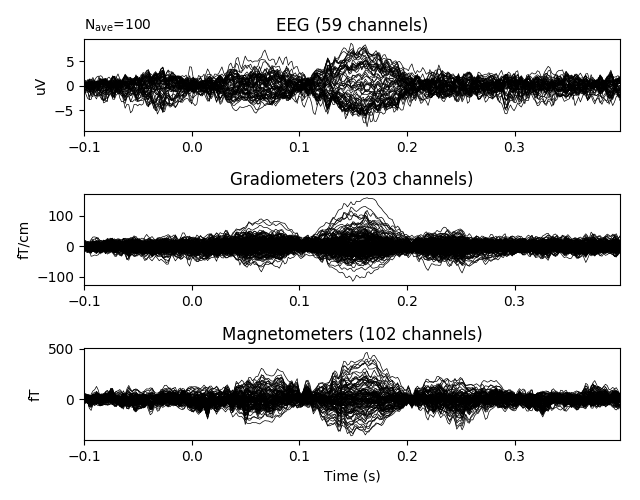 Nave=100
EEG (59 channels)
5
0
−5
uV
−0.1 0.0 0.1 0.2 0.3
Gradiometers (203 channels)
100
0
−100
fT/cm
−0.1 0.0 0.1 0.2 0.3
Magnetometers (102 channels)
500
0
fT
−0.1 0.0 0.1 0.2 0.3
Time (s)